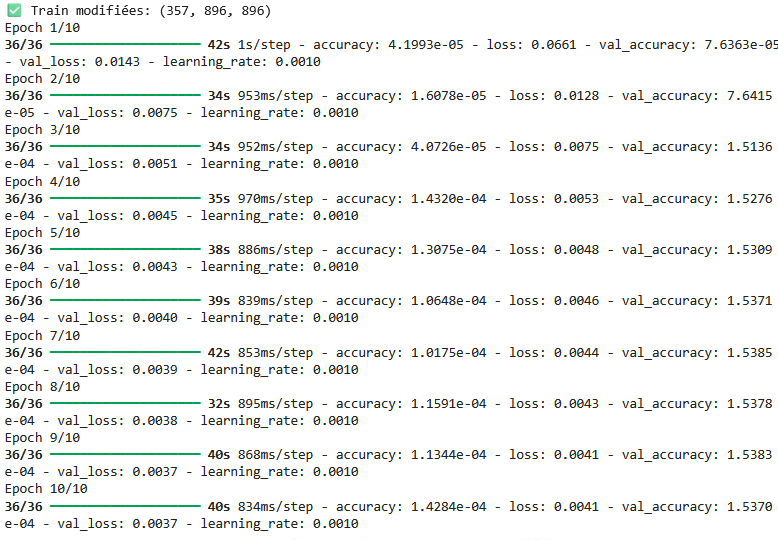 ✅ Train modifiées: (357, 896, 896)
Epoch 1/10
36/36 ━━━━━━━━━━━━━━━━━━━━ 42s 1s/step - accuracy: 4.1993e-05 - loss: 0.0661 - val_accuracy: 7.6363e-05
- val_loss: 0.0143 - learning_rate: 0.0010
Epoch 2/10
36/36 ━━━━━━━━━━━━━━━━━━━━ 34s 953ms/step - accuracy: 1.6078e-05 - loss: 0.0128 - val_accuracy: 7.6415
e-05 - val_loss: 0.0075 - learning_rate: 0.0010
Epoch 3/10
36/36 ━━━━━━━━━━━━━━━━━━━━ 34s 952ms/step - accuracy: 4.0726e-05 - loss: 0.0075 - val_accuracy: 1.5136
e-04 - val_loss: 0.0051 - learning_rate: 0.0010
Epoch 4/10
36/36 ━━━━━━━━━━━━━━━━━━━━ 35s 970ms/step - accuracy: 1.4320e-04 - loss: 0.0053 - val_accuracy: 1.5276
e-04 - val_loss: 0.0045 - learning_rate: 0.0010
Epoch 5/10
36/36 ━━━━━━━━━━━━━━━━━━━━ 38s 886ms/step - accuracy: 1.3075e-04 - loss: 0.0048 - val_accuracy: 1.5309
e-04 - val_loss: 0.0043 - learning_rate: 0.0010
Epoch 6/10
36/36 ━━━━━━━━━━━━━━━━━━━━ 39s 839ms/step - accuracy: 1.0648e-04 - loss: 0.0046 - val_accuracy: 1.5371
e-04 - val_loss: 0.0040 - learning_rate: 0.0010
Epoch 7/10
36/36 ━━━━━━━━━━━━━━━━━━━━ 42s 853ms/step - accuracy: 1.0175e-04 - loss: 0.0044 - val_accuracy: 1.5385
e-04 - val_loss: 0.0039 - learning_rate: 0.0010
Epoch 8/10
36/36 ━━━━━━━━━━━━━━━━━━━━ 32s 895ms/step - accuracy: 1.1591e-04 - loss: 0.0043 - val_accuracy: 1.5378
e-04 - val_loss: 0.0038 - learning_rate: 0.0010
Epoch 9/10
36/36 ━━━━━━━━━━━━━━━━━━━━ 40s 868ms/step - accuracy: 1.1344e-04 - loss: 0.0041 - val_accuracy: 1.5383
e-04 - val_loss: 0.0037 - learning_rate: 0.0010
Epoch 10/10
36/36 ━━━━━━━━━━━━━━━━━━━━ 40s 834ms/step - accuracy: 1.4284e-04 - loss: 0.0041 - val_accuracy: 1.5370
e-04 - val_loss: 0.0037 - learning_rate: 0.0010